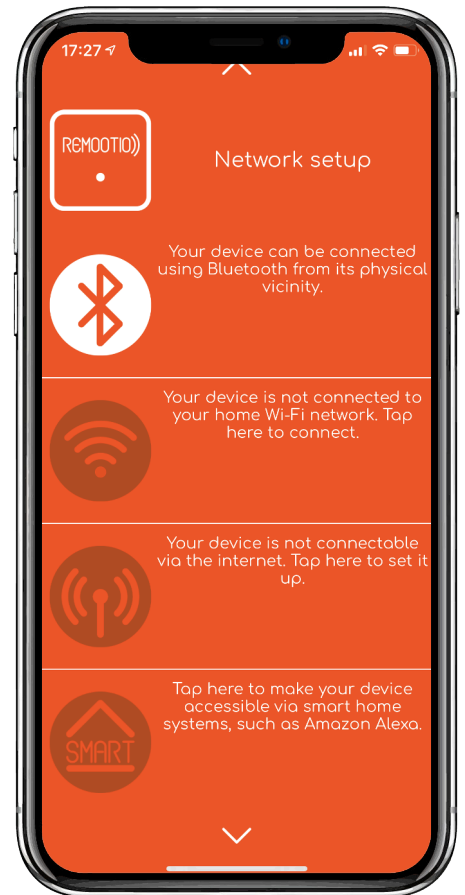 17:27
REMOOTIO
Network setup
Your device can be connected
using Bluetooth from its physical
vicinity.
Your device is not connected to
your home Wi-Fi network. Tap
here to connect.
Your device is not connectable
via the internet. Tap here to set it
up.
Tap here to make your device
accessible via smart home
systems, such as Amazon Alexa.
SMART